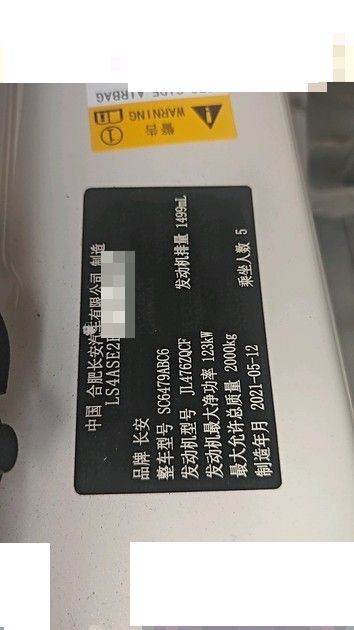 SIDE AIRBAG
WARNING
警告
中国 合肥长安汽车有限公司 制造
LS4ASE2
品牌 长安
整车型号 SC6479ABC6
发动机型号 JL476ZQCF 发动机排量 1499mL
发动机最大净功率 123kW
最大允许总质量 2000kg 乘坐人数 5
制造年月 2021-05-12